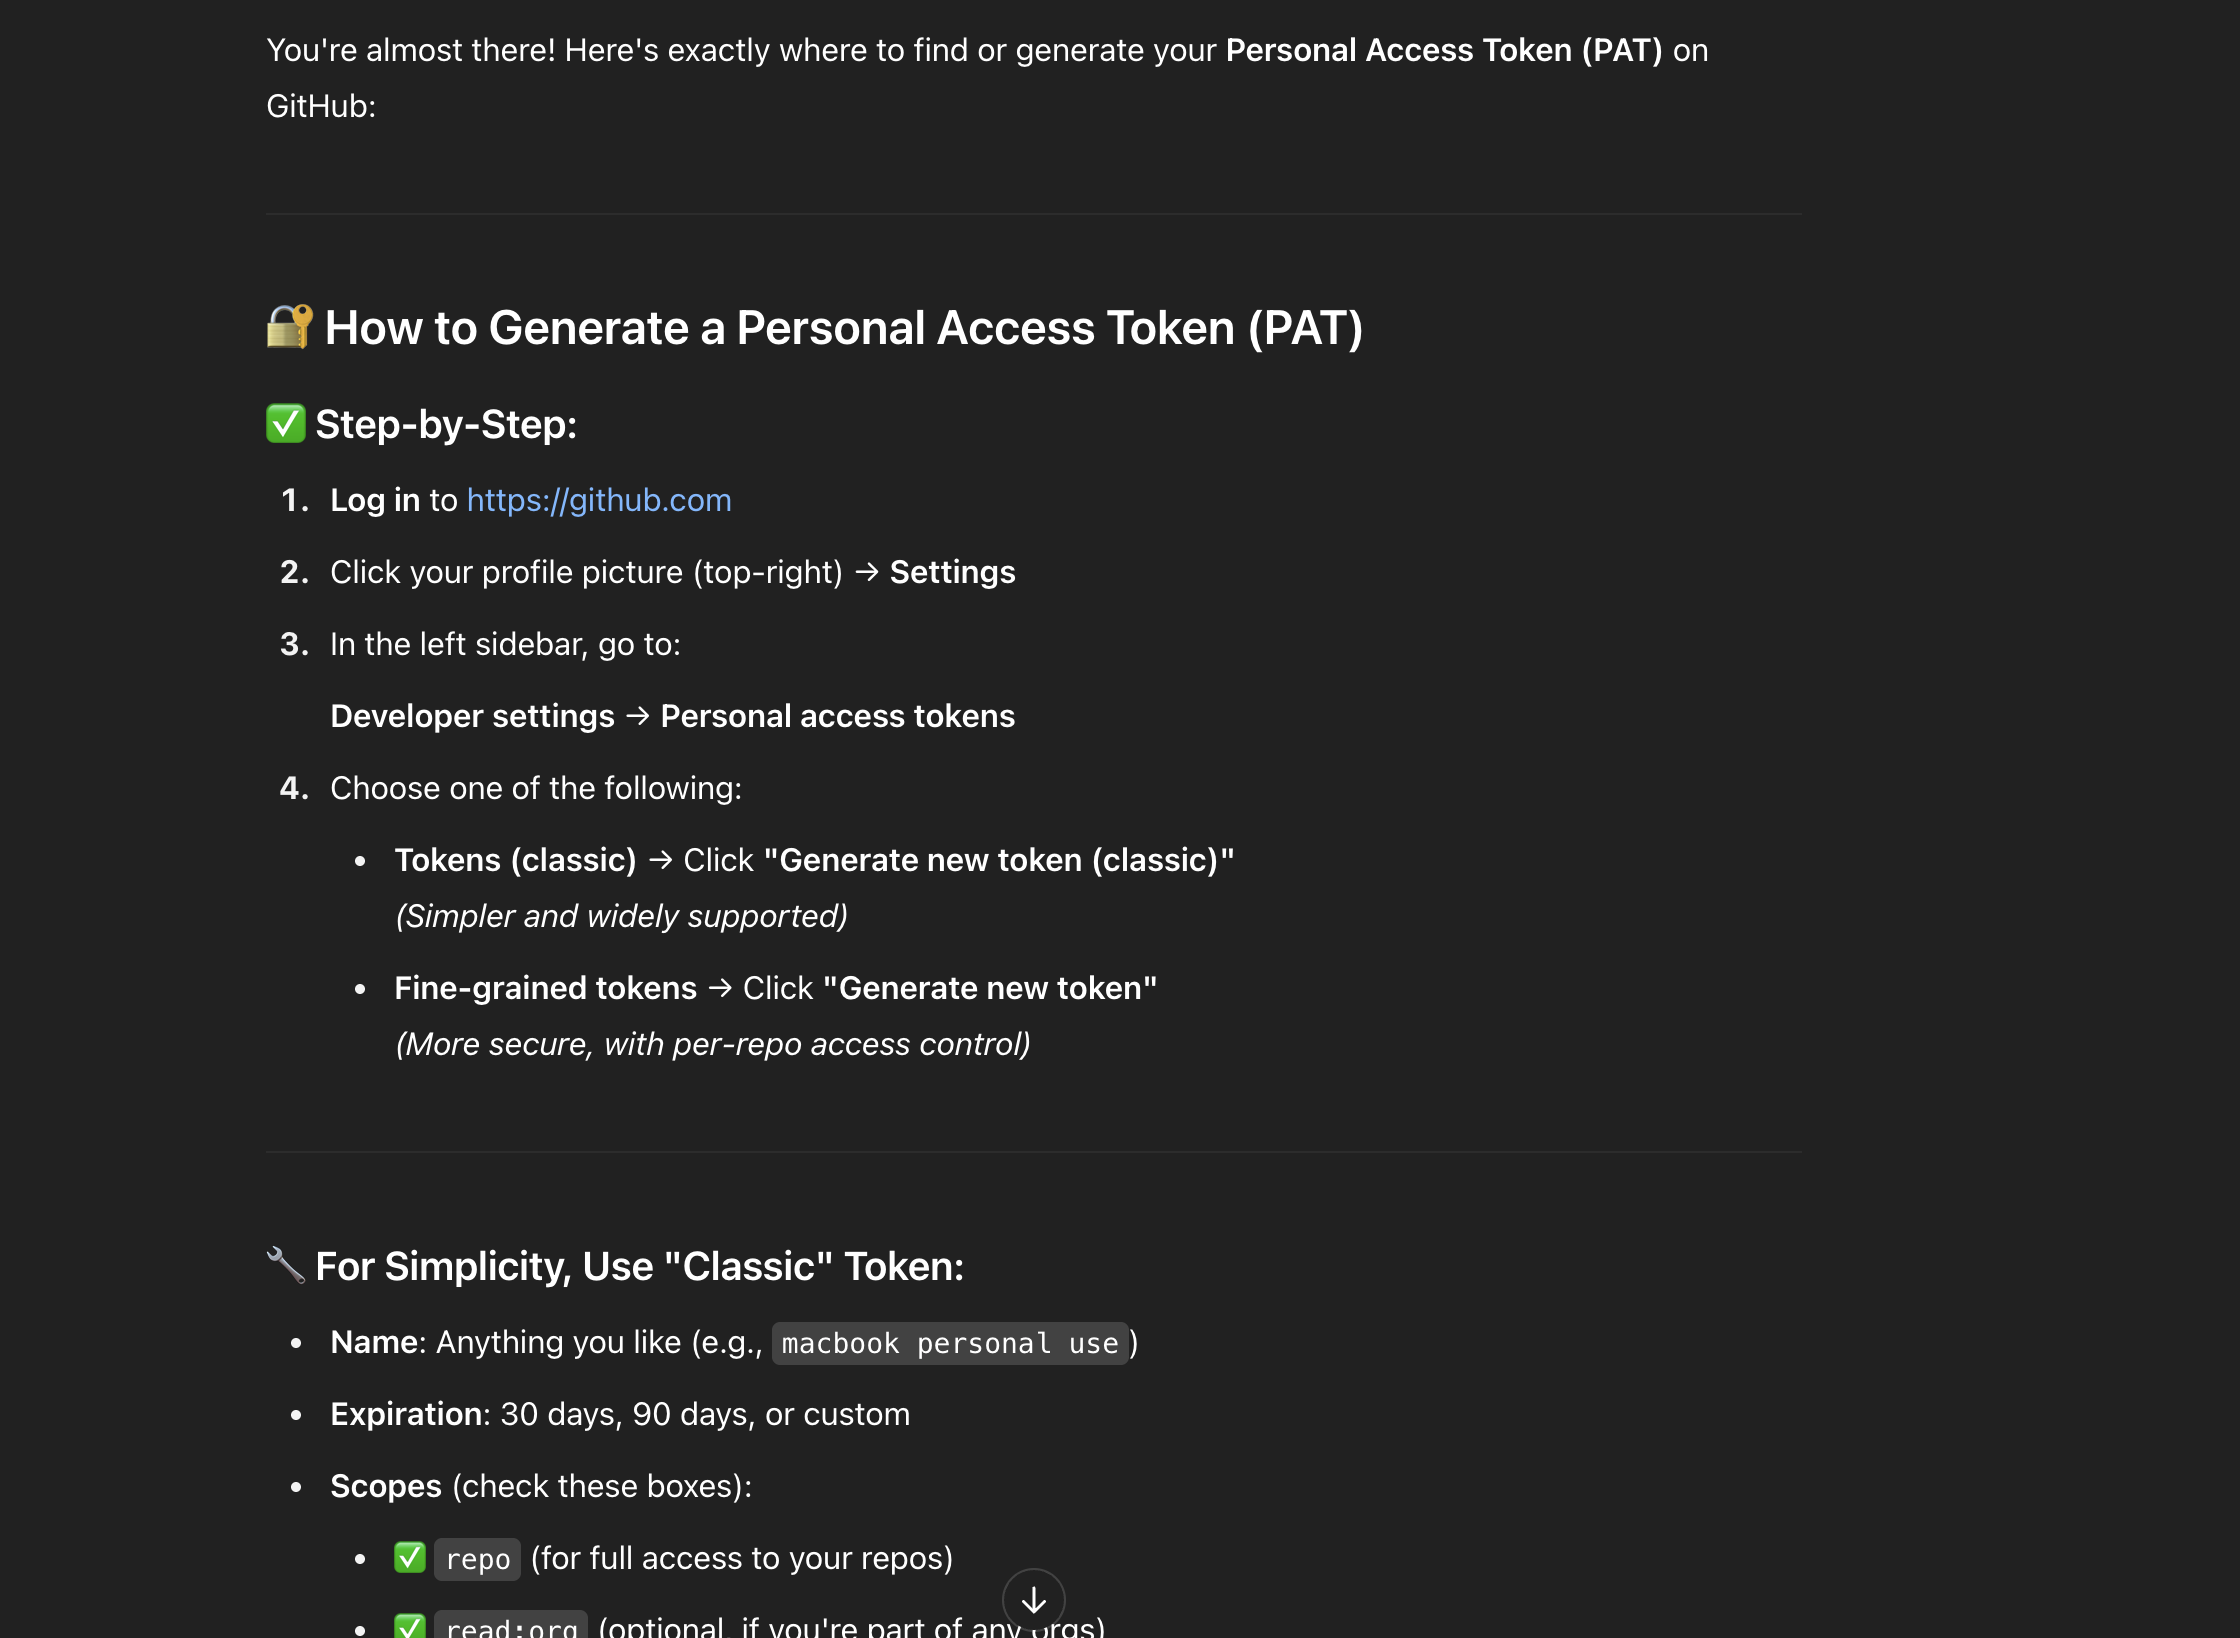 You're almost there! Here's exactly where to find or generate your Personal Access Token (PAT) on
GitHub:
🔐 How to Generate a Personal Access Token (PAT)
✅ Step-by-Step:
1. Log in to https://github.com
2. Click your profile picture (top-right) → Settings
3. In the left sidebar, go to:
Developer settings → Personal access tokens
4. Choose one of the following:
• Tokens (classic) → Click "Generate new token (classic)"
(Simpler and widely supported)
• Fine-grained tokens → Click "Generate new token"
(More secure, with per-repo access control)
🔧 For Simplicity, Use "Classic" Token:
• Name: Anything you like (e.g., macbook personal use)
• Expiration: 30 days, 90 days, or custom
• Scopes (check these boxes):
• ✅ repo (for full access to your repos)
• ✅ read:org (optional, if you're part of any orgs)